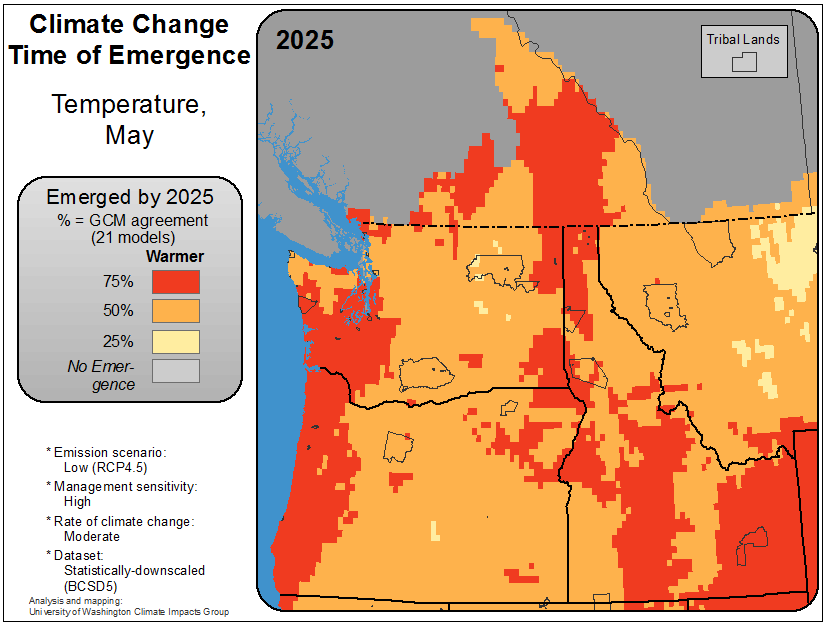 Climate Change
Time of Emergence
Temperature,
May
Emerged by 2025
% = GCM agreement
(21 models)
Warmer
75%
50%
25%
No Emer-
gence
* Emission scenario:
Low (RCP4.5)
* Management sensitivity:
High
* Rate of climate change:
Moderate
* Dataset:
Statistically-downscaled
(BCSD5)
Analysis and mapping:
University of Washington Climate Impacts Group
2025
Tribal Lands